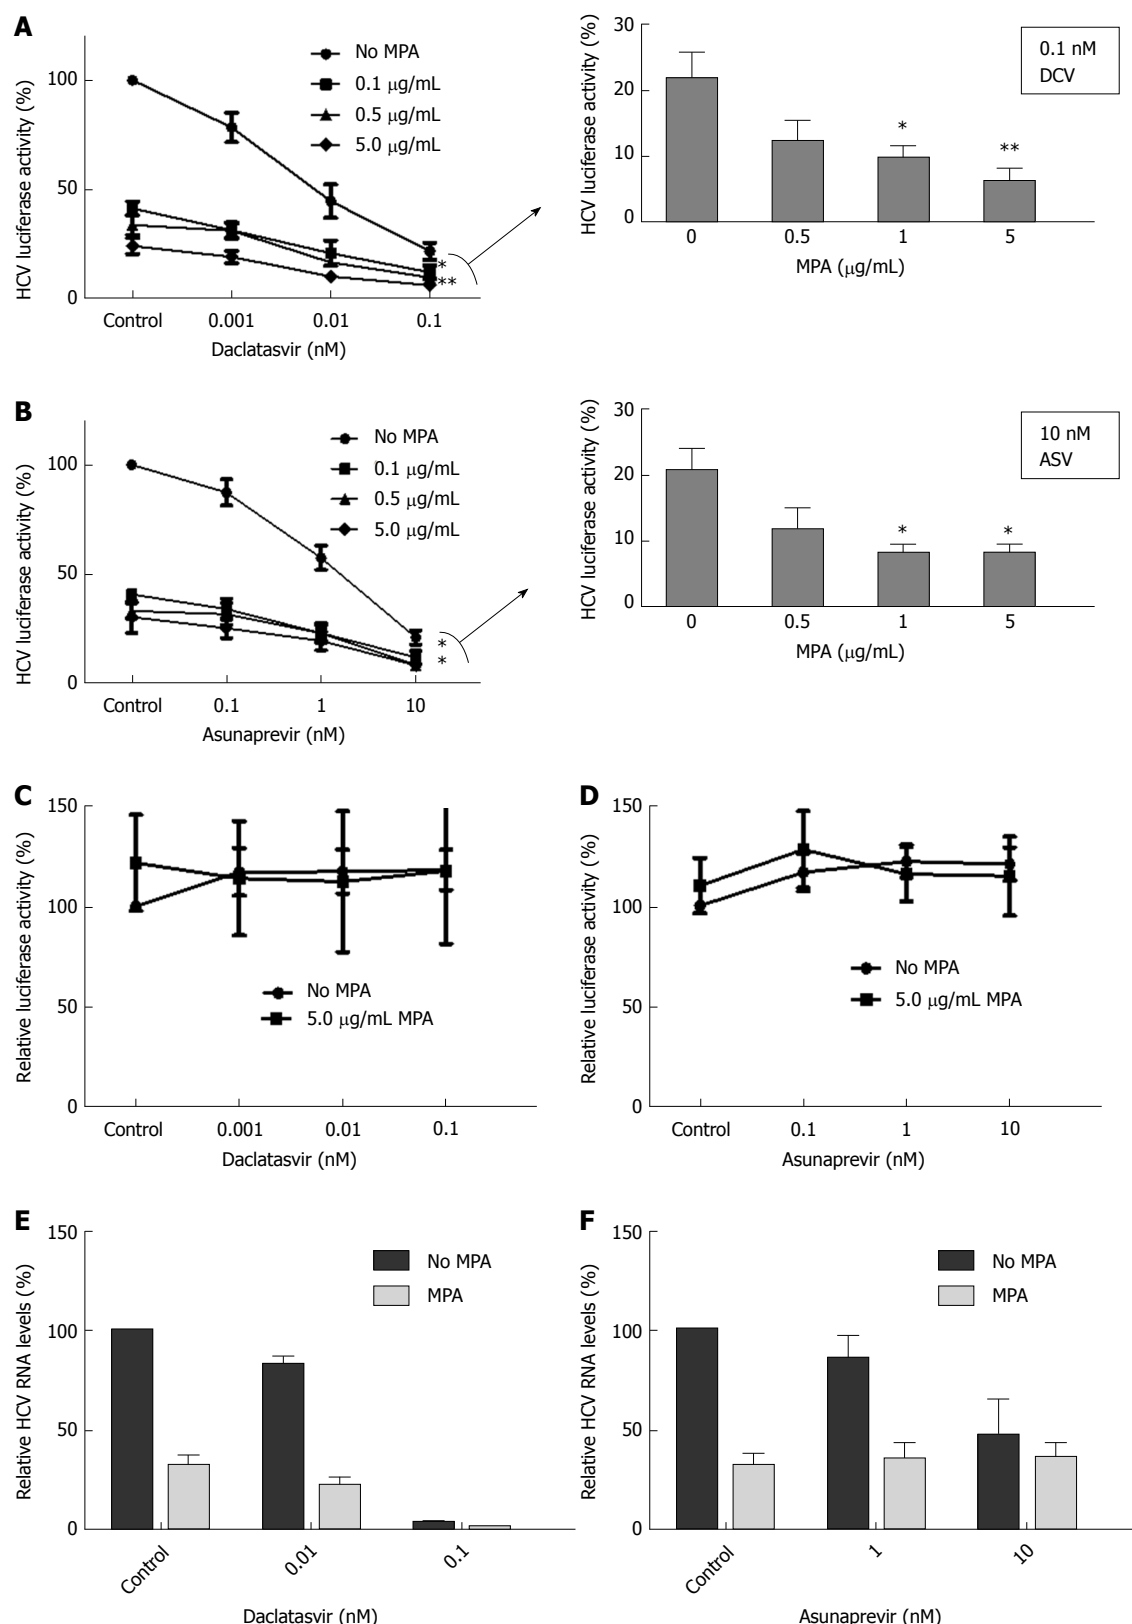 A
HCV luciferase activity (%)
100
50
0
No MPA
0.1 μg/mL
0.5 μg/mL
5.0 μg/mL
*
**
Control 0.001 0.01 0.1
Daclatasvir (nM)
HCV luciferase activity (%)
30
20
10
0
*
**
0.1 nM
DCV
0 0.5 1 5
MPA (μg/mL)
B
HCV luciferase activity (%)
100
50
0
No MPA
0.1 μg/mL
0.5 μg/mL
5.0 μg/mL
*
*
Control 0.1 1 10
Asunaprevir (nM)
HCV luciferase activity (%)
30
20
10
0
*
*
10 nM
ASV
0 0.5 1 5
MPA (μg/mL)
C
Relative luciferase activity (%)
150
100
50
0
No MPA
5.0 μg/mL MPA
Control 0.001 0.01 0.1
Daclatasvir (nM)
D
Relative luciferase activity (%)
150
100
50
0
No MPA
5.0 μg/mL MPA
Control 0.1 1 10
Asunaprevir (nM)
E
Relative HCV RNA levels (%)
150
100
50
0
No MPA
MPA
Control 0.01 0.1
Daclatasvir (nM)
F
Relative HCV RNA levels (%)
150
100
50
0
No MPA
MPA
Control 1 10
Asunaprevir (nM)